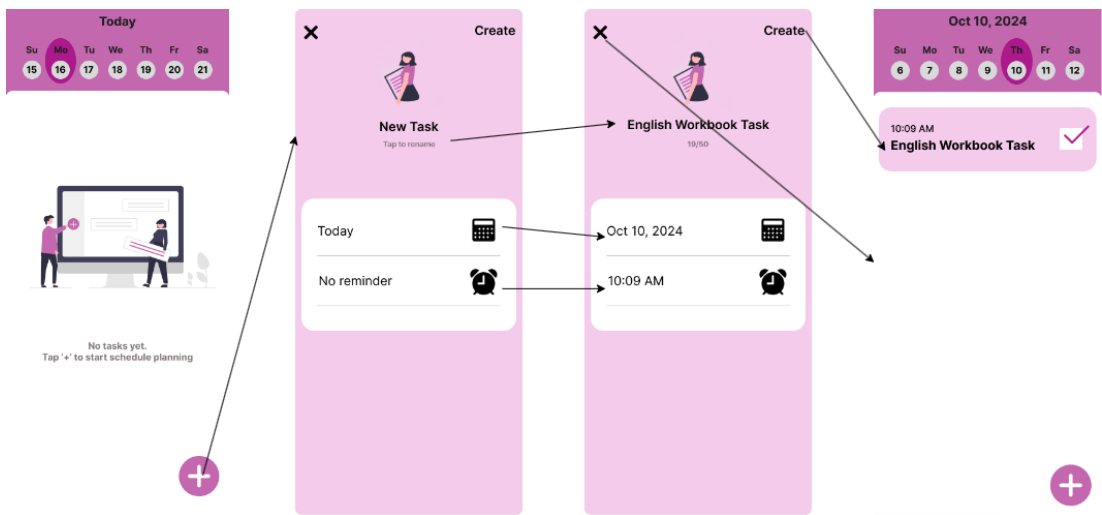 Today
Su Mo Tu We Th Fr Sa
15 16 17 18 19 20 21
No tasks yet.
Tap '+' to start schedule planning
Create
New Task
Tap to rename
Today
No reminder
Create
English Workbook Task
19/50
Oct 10, 2024
10:09 AM
Oct 10, 2024
Su Mo Tu We Th Fr Sa
6 7 8 9 10 11 12
10:09 AM
English Workbook Task